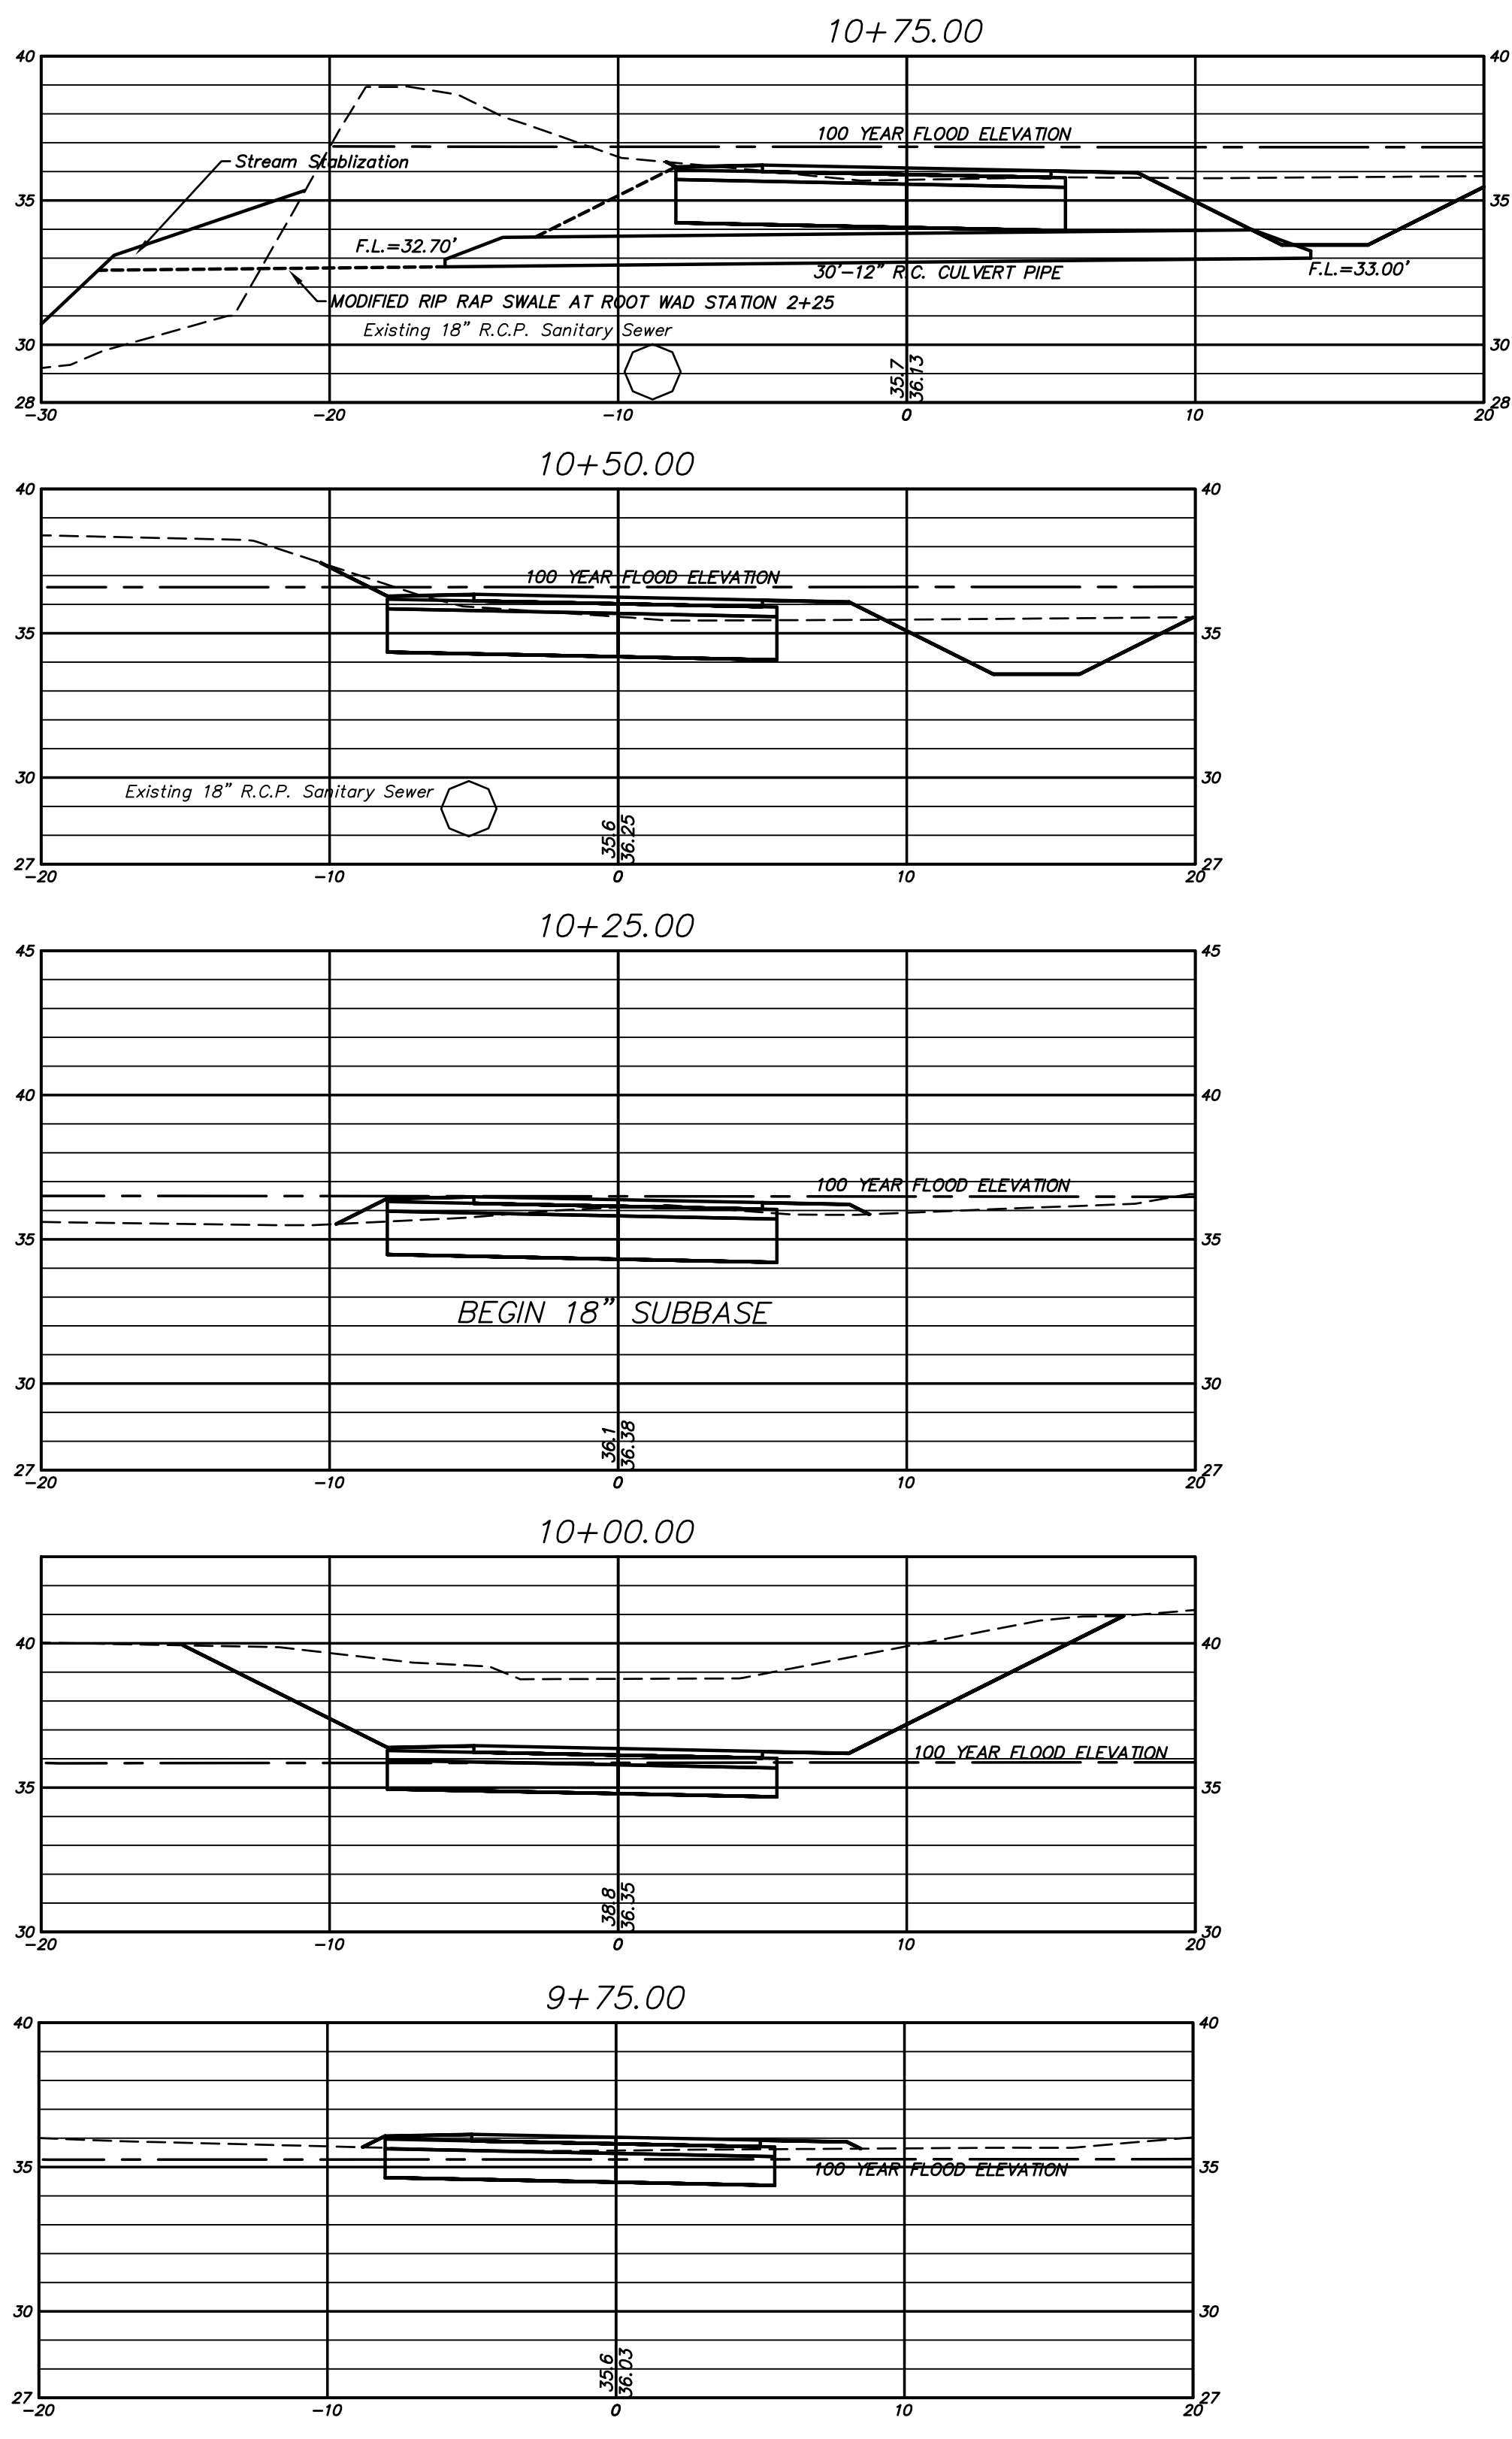 10+75.00
40 40
100 YEAR FLOOD ELEVATION
Stream Stablization
35 35
F.L.=32.70'
30'-12" R.C. CULVERT PIPE F.L.=33.00'
MODIFIED RIP RAP SWALE AT ROOT WAD STATION 2+25
Existing 18" R.C.P. Sanitary Sewer
30 30
35.7
36.13
28 28
-30 -20 -10 0 10 20
10+50.00
40 40
100 YEAR FLOOD ELEVATION
35 35
30 30
Existing 18" R.C.P. Sanitary Sewer
35.6
36.25
27 27
-20 -10 0 10 20
10+25.00
45 45
40 40
100 YEAR FLOOD ELEVATION
35 35
BEGIN 18" SUBBASE
30 30
36.1
36.38
27 27
-20 -10 0 10 20
10+00.00
40 40
100 YEAR FLOOD ELEVATION
35 35
38.8
36.35
30 30
-20 -10 0 10 20
9+75.00
40 40
35 35
100 YEAR FLOOD ELEVATION
30 30
35.6
36.03
27 27
-20 -10 0 10 20